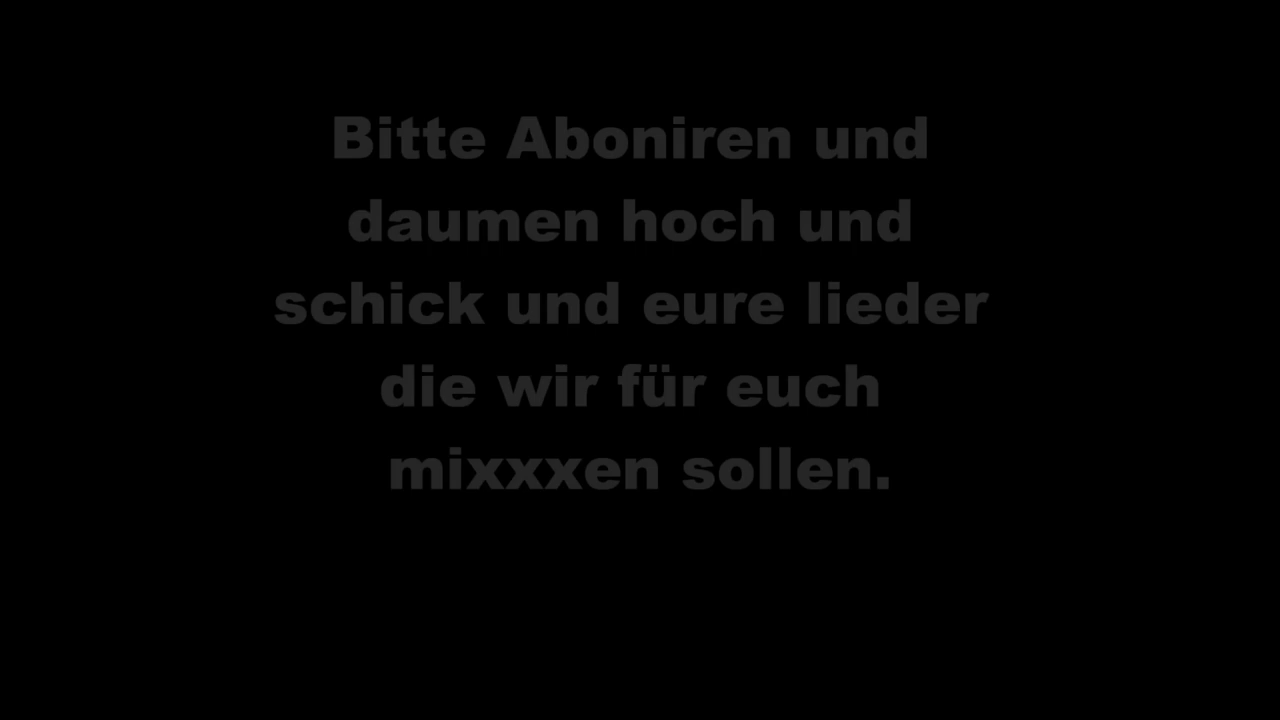 Bitte Aboniren und
daumen hoch und
schick und eure lieder
die wir für euch
mixxxen sollen.